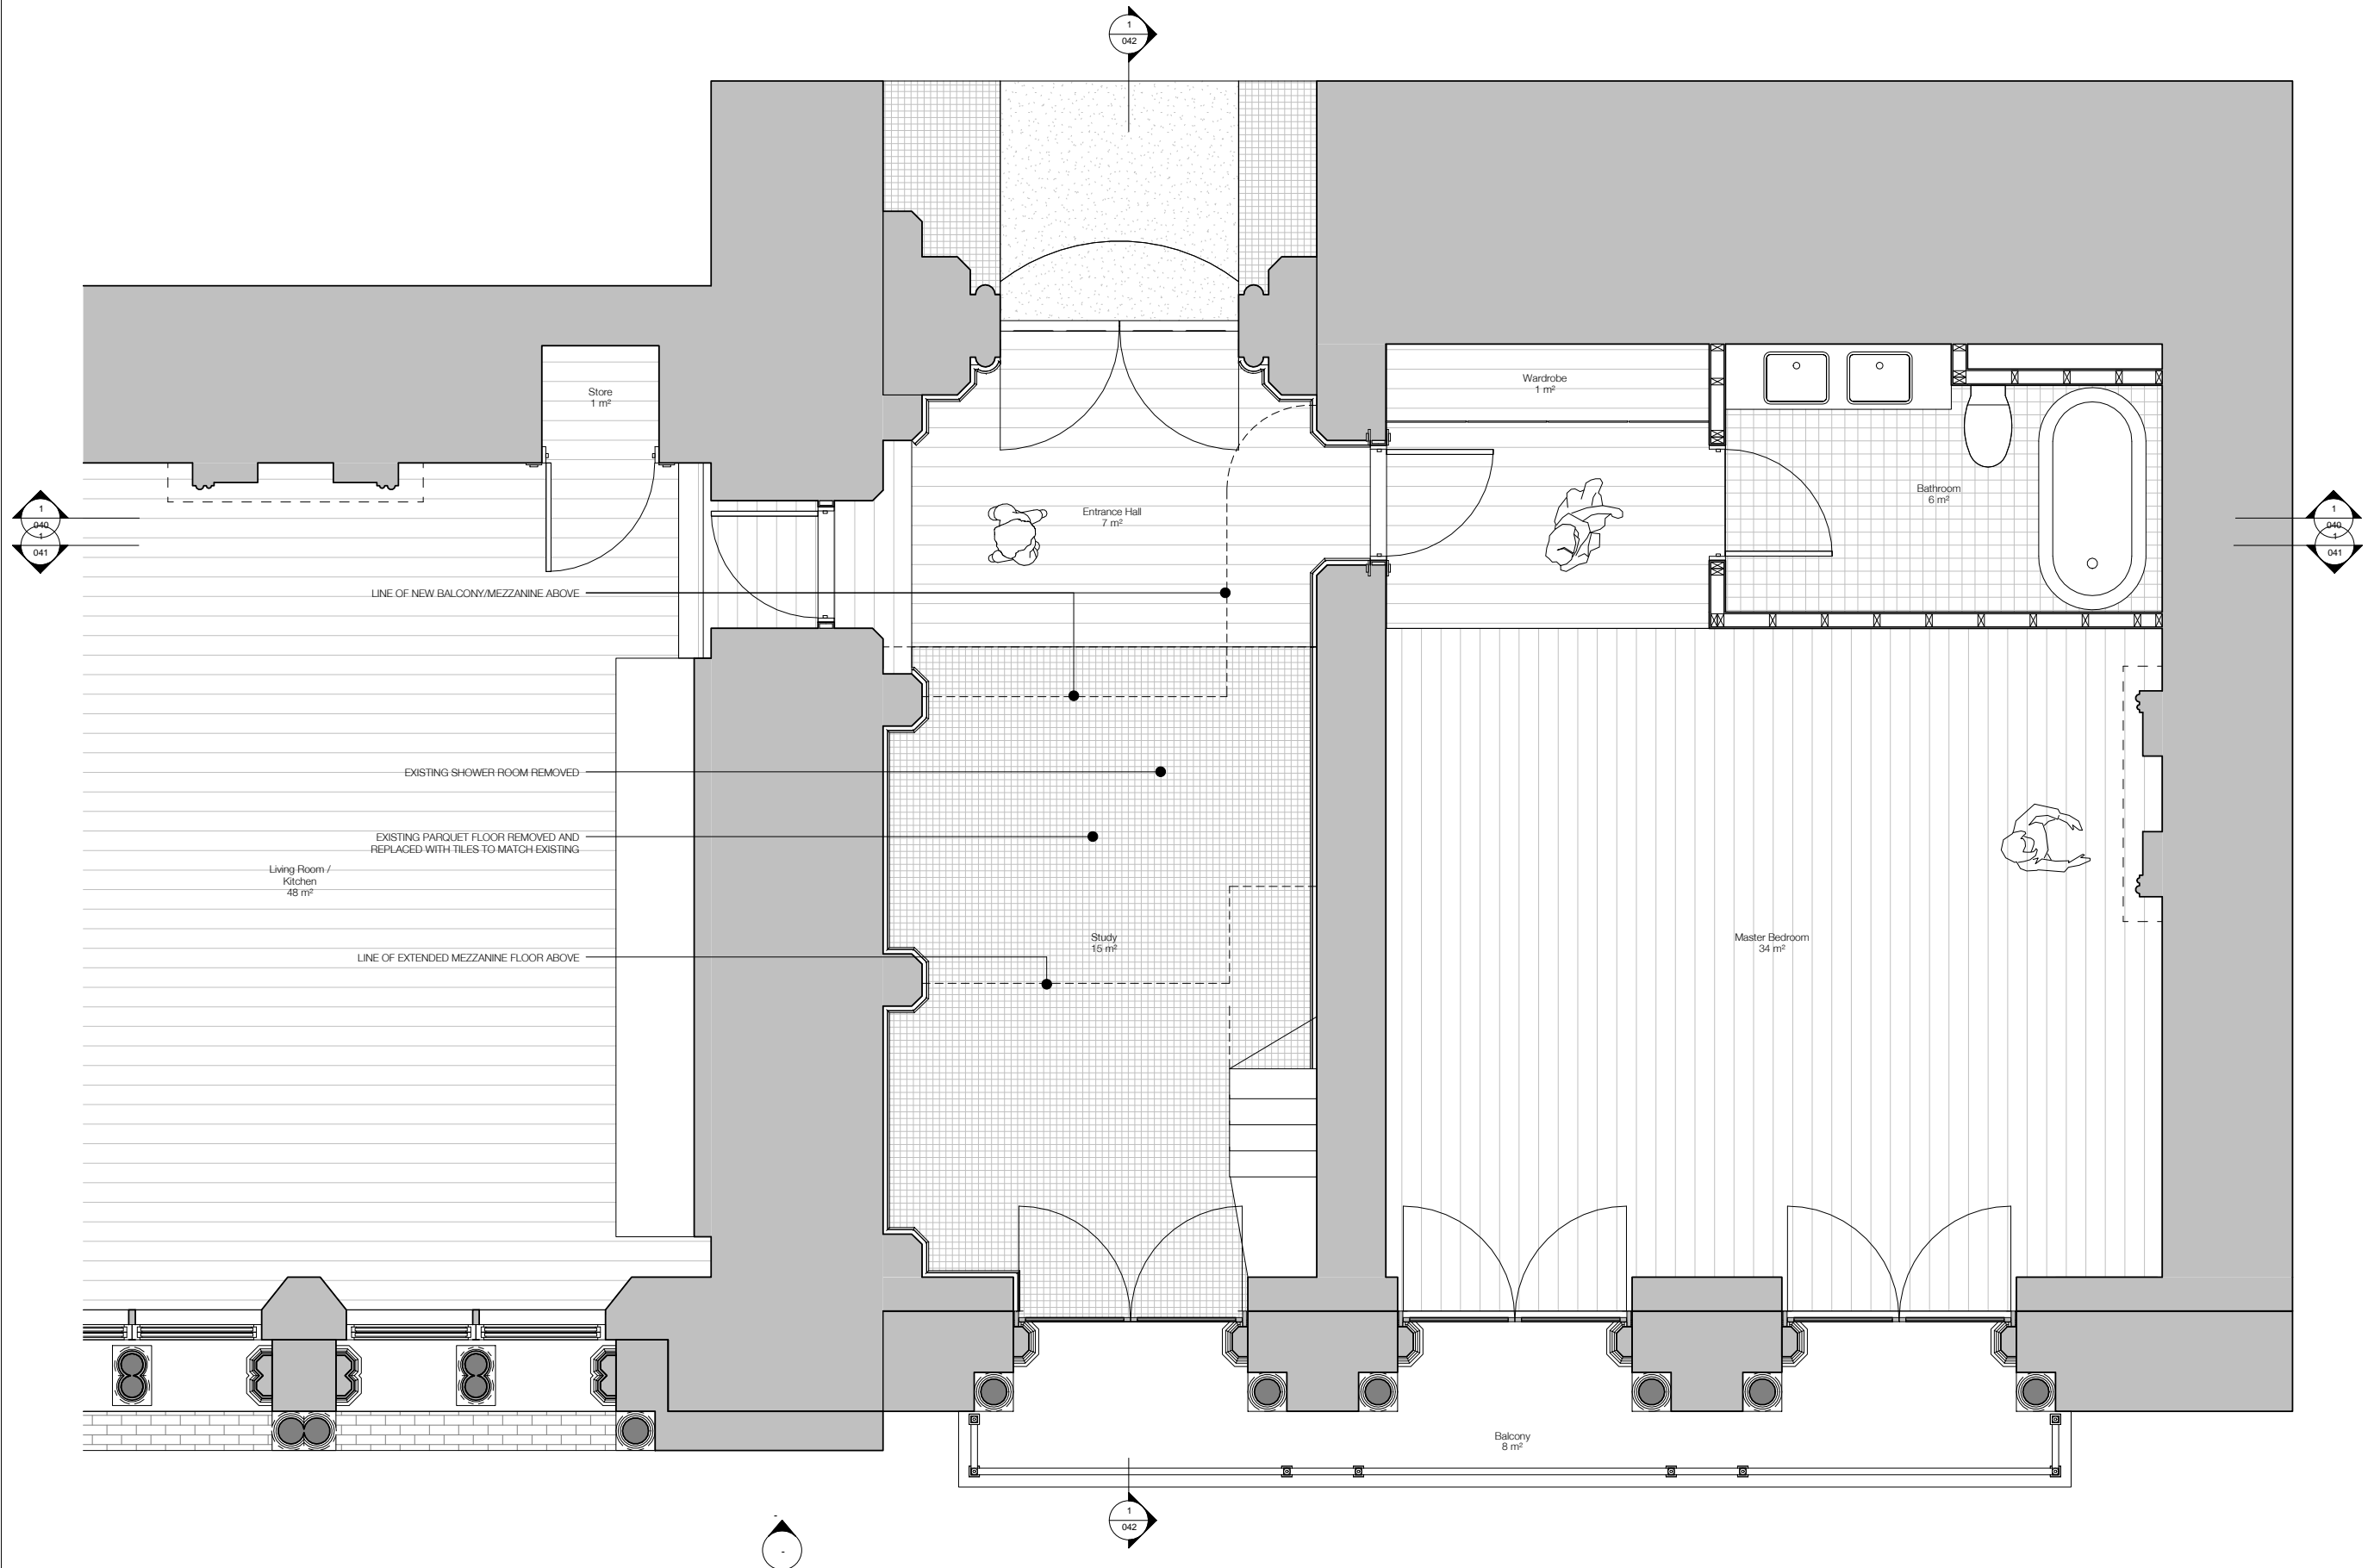 1
042
Store
1 m²
Wardrobe
1 m²
Bathroom
6 m²
Entrance Hall
7 m²
1
040
1
041
1
040
1
041
LINE OF NEW BALCONY/MEZZANINE ABOVE
EXISTING SHOWER ROOM REMOVED
EXISTING PARQUET FLOOR REMOVED AND
REPLACED WITH TILES TO MATCH EXISTING
Living Room /
Kitchen
48 m²
Study
15 m²
Master Bedroom
34 m²
LINE OF EXTENDED MEZZANINE FLOOR ABOVE
Balcony
8 m²
1
042
-
-